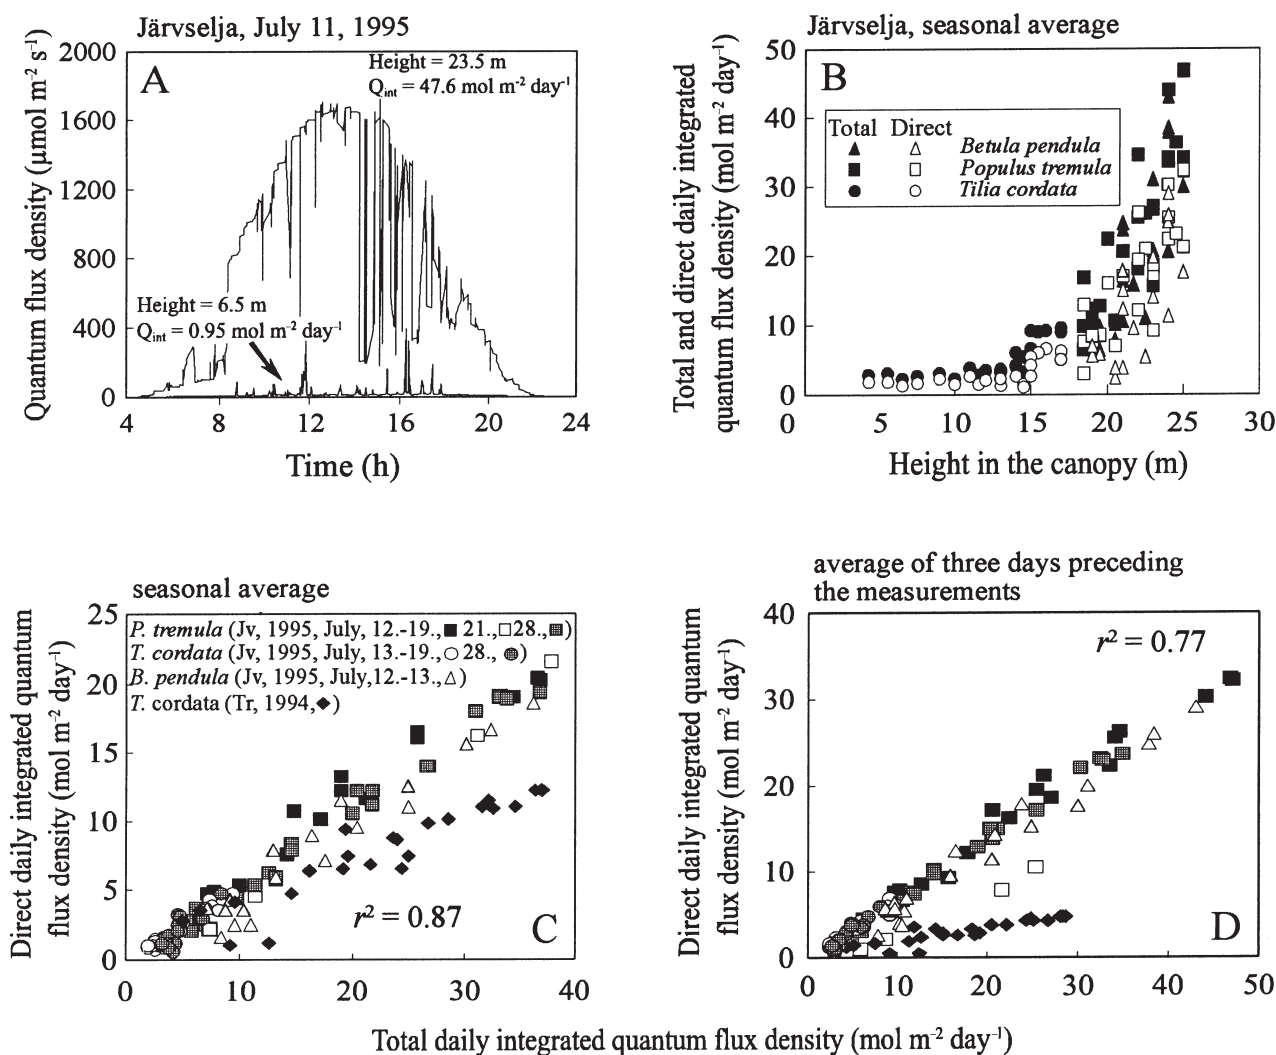 Järvselja, July 11, 1995
A
Height = 23.5 m
Qint = 47.6 mol m⁻² day⁻¹
Height = 6.5 m
Qint = 0.95 mol m⁻² day⁻¹
Quantum flux density (µmol m⁻² s⁻¹)
2000
1600
1200
800
400
0
4 8 12 16 20 24
Time (h)
Järvselja, seasonal average
B
Total Direct
Betula pendula
Populus tremula
Tilia cordata
Total and direct daily integrated
quantum flux density (mol m⁻² day⁻¹)
50
40
30
20
10
0
0 5 10 15 20 25 30
Height in the canopy (m)
seasonal average
P. tremula (Jv, 1995, July, 12.-19.,■ 21.,□28.,▦)
T. cordata (Jv, 1995, July, 13.-19.,○ 28., ◍)
B. pendula (Jv, 1995, July,12.-13.,△)
T. cordata (Tr, 1994,◆)
r² = 0.87
C
Direct daily integrated quantum
flux density (mol m⁻² day⁻¹)
25
20
15
10
5
0
0 10 20 30 40
average of three days preceding
the measurements
r² = 0.77
D
Direct daily integrated quantum
flux density (mol m⁻² day⁻¹)
40
30
20
10
0
0 10 20 30 40 50
Total daily integrated quantum flux density (mol m⁻² day⁻¹)